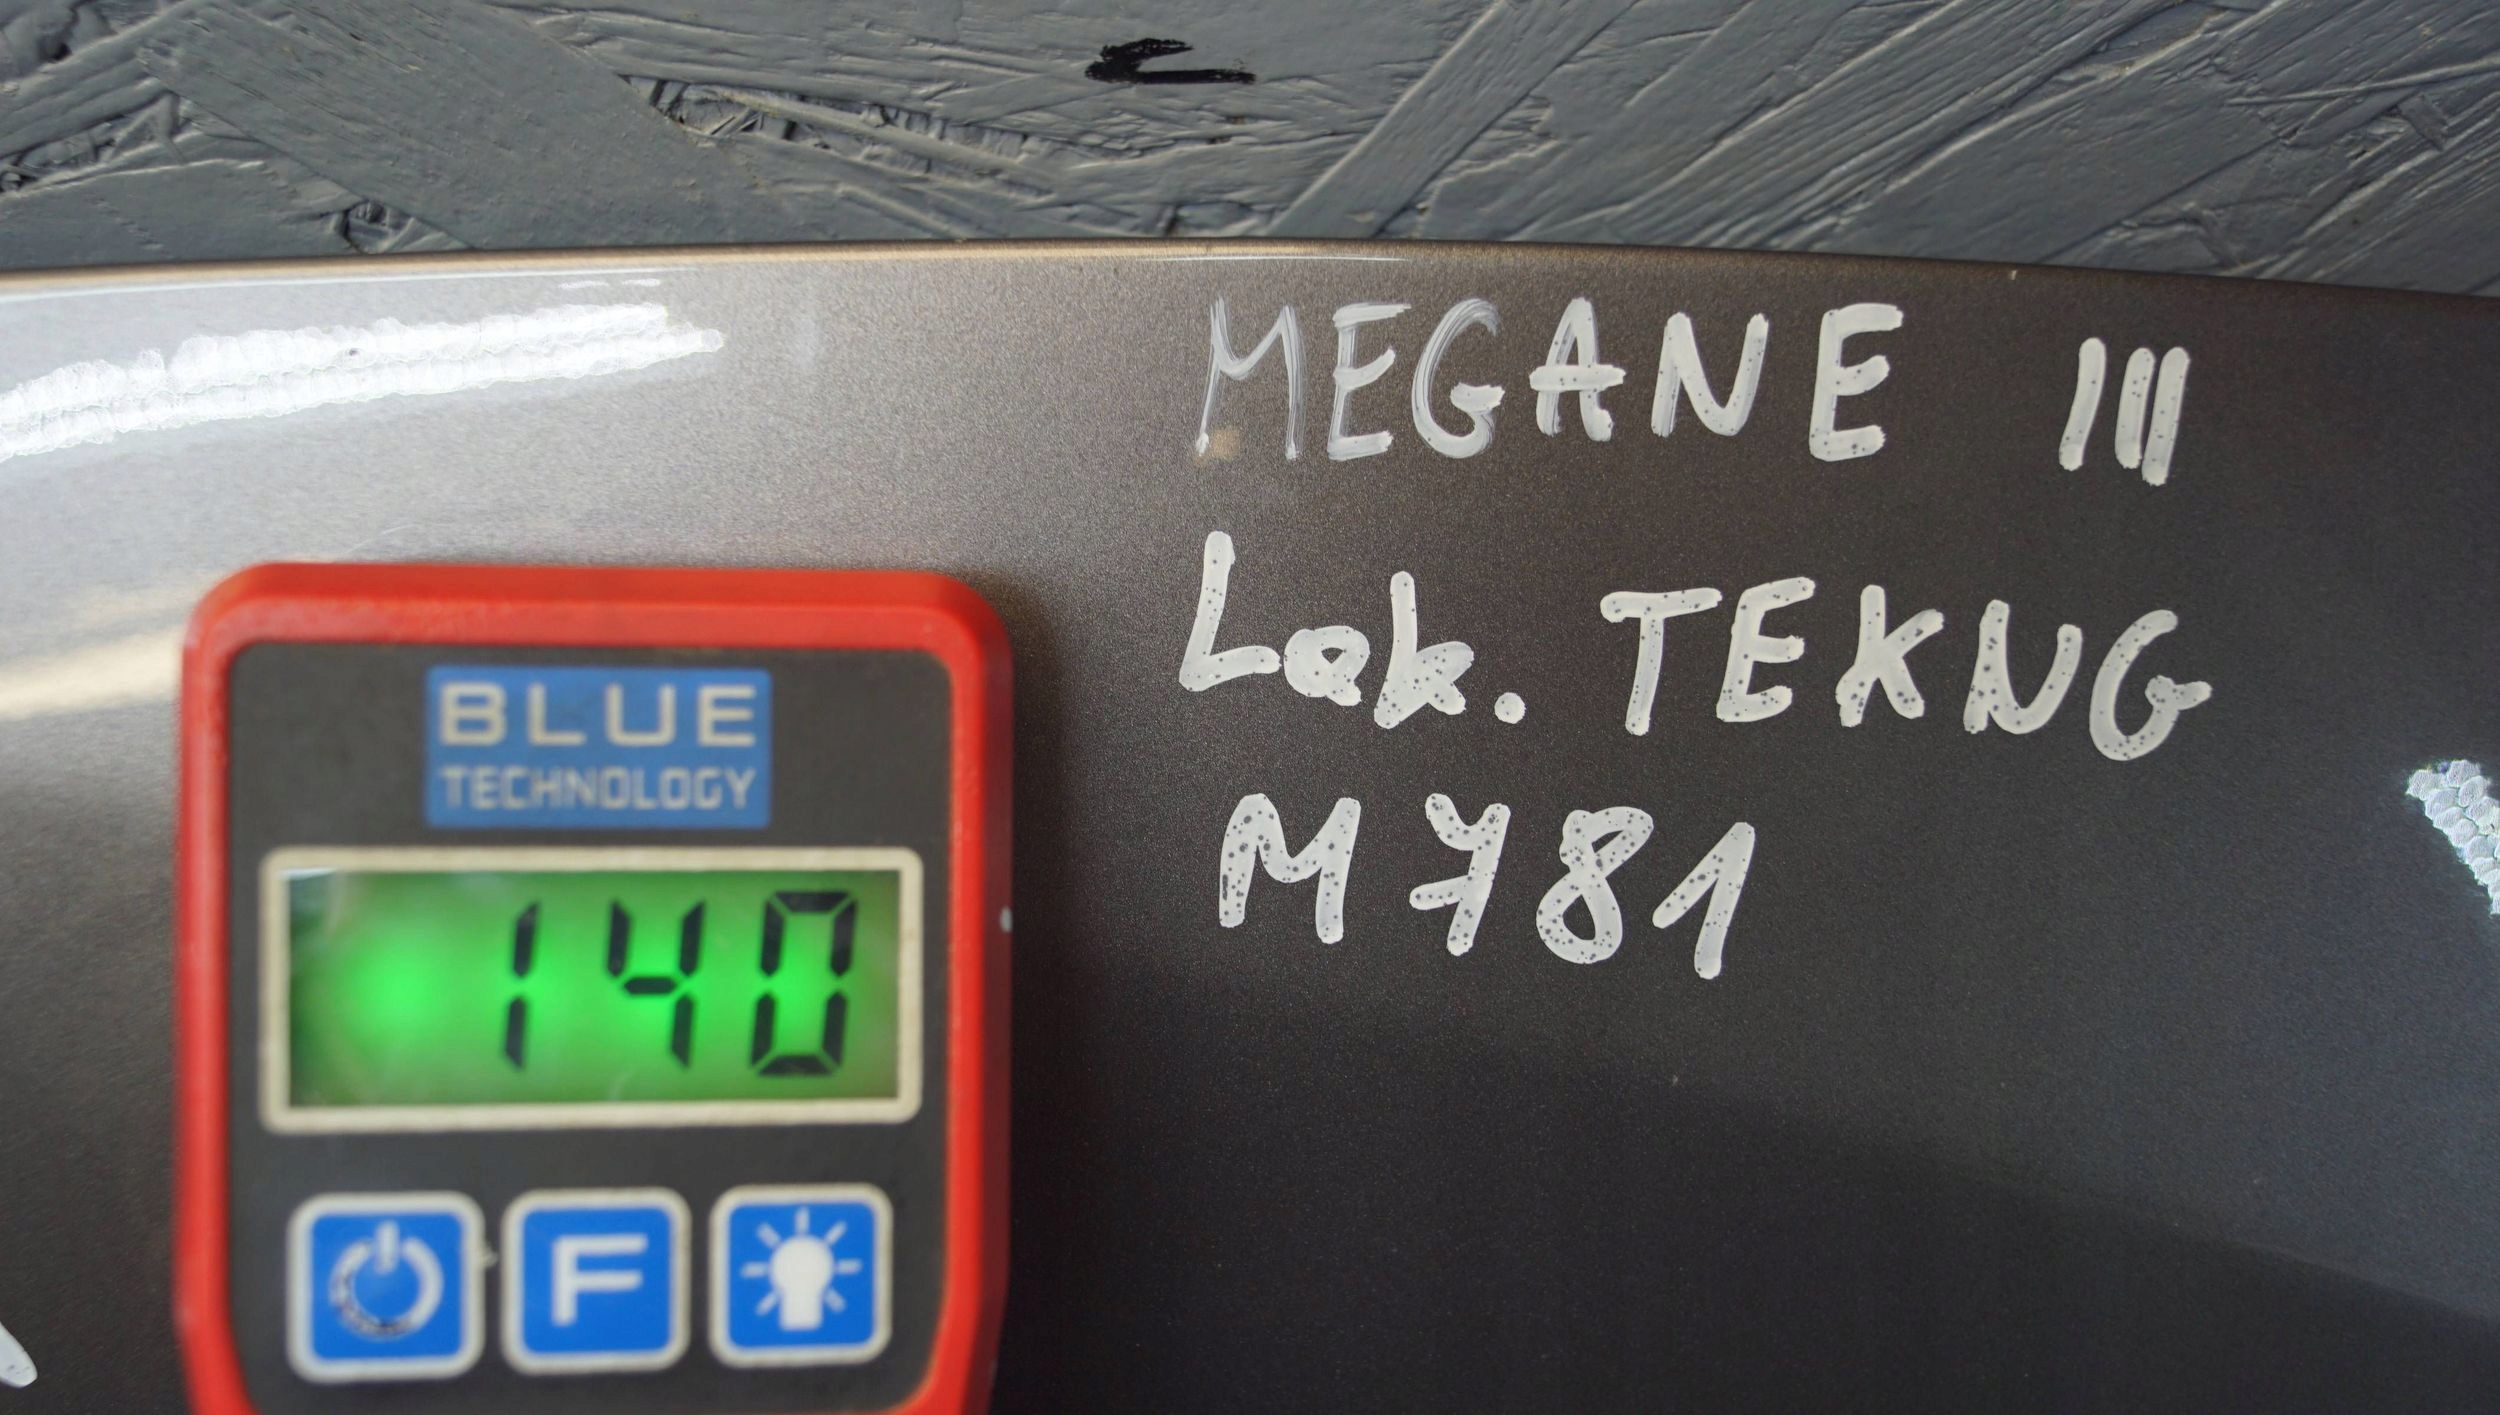 MEGANE III
Lak. TEKNG
M781
BLUE
TECHNOLOGY
140
F